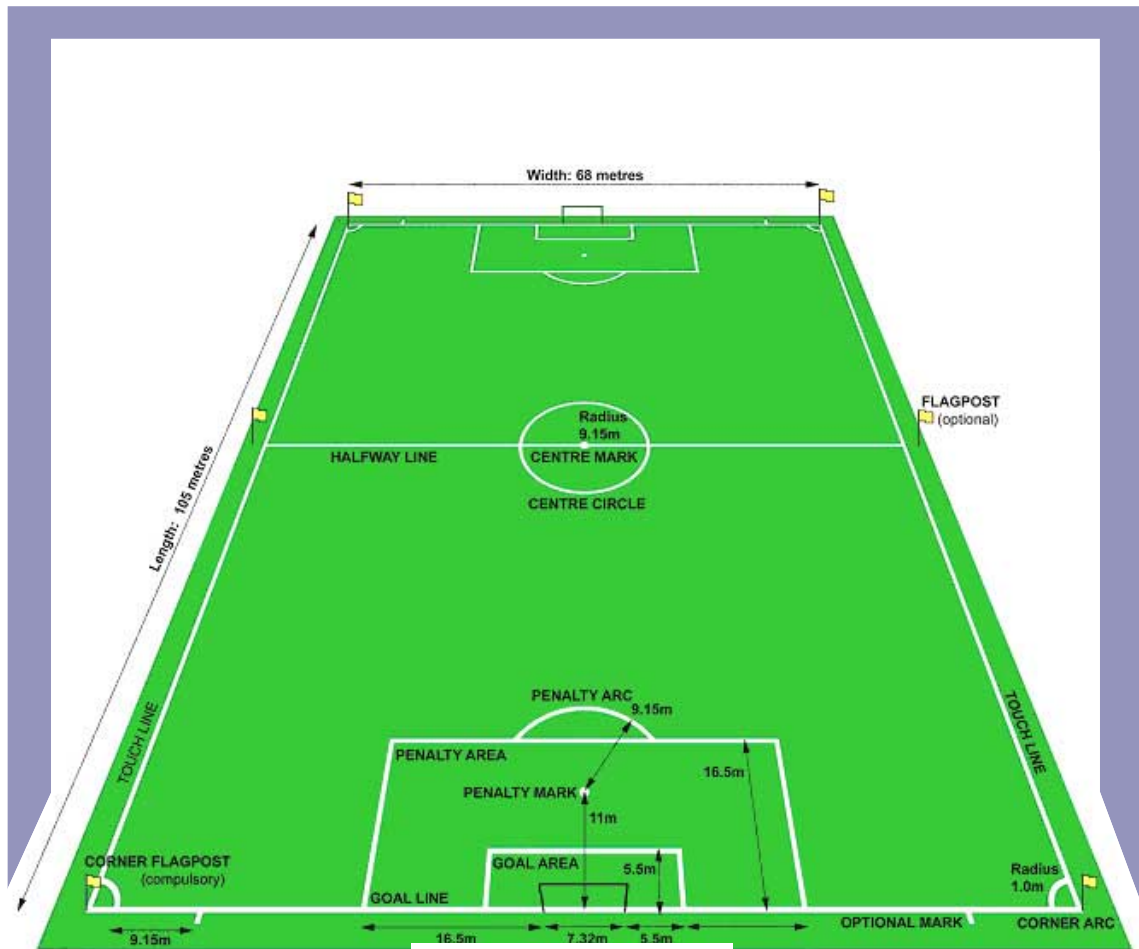 Width: 68 metres
Length: 105 metres
FLAGPOST
(optional)
Radius
9.15m
HALFWAY LINE
CENTRE MARK
CENTRE CIRCLE
PENALTY ARC
9.15m
TOUCH LINE
TOUCH LINE
PENALTY AREA
16.5m
PENALTY MARK
11m
CORNER FLAGPOST
(compulsory)
GOAL AREA
5.5m
Radius
1.0m
GOAL LINE
OPTIONAL MARK
CORNER ARC
9.15m
16.5m
7.32m
5.5m